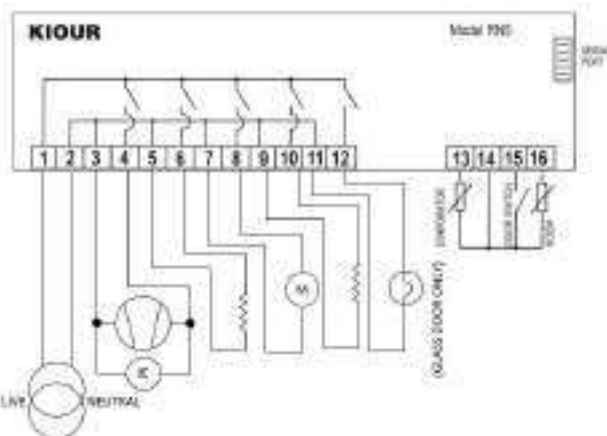 KIOUR
Model RN5
PORT
1 2 3 4 5 6 7 8 9 10 11 12 13 14 15 16
EVAPORATOR
DOOR SWITCH
ROOM
(GLASS DOOR ONLY)
M
LIVE
NEUTRAL